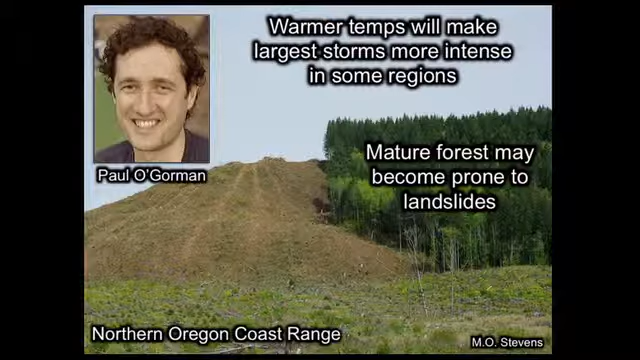 Warmer temps will make
largest storms more intense
in some regions
Paul O'Gorman
Mature forest may
become prone to
landslides
Northern Oregon Coast Range
M.O. Stevens